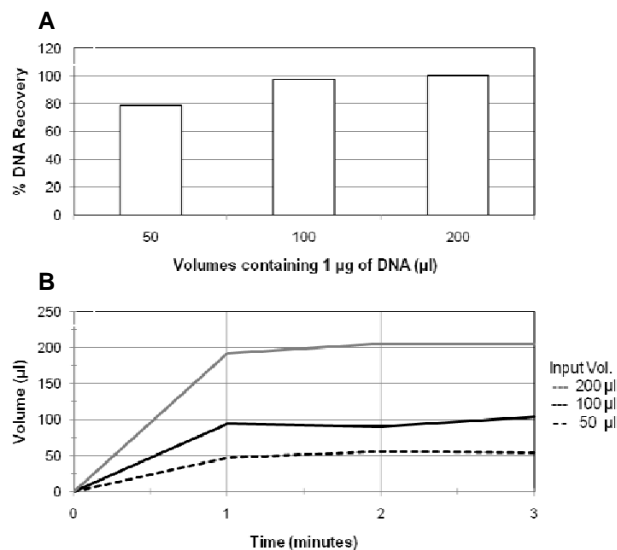 A
% DNA Recovery
120
100
80
60
40
20
0
50 100 200
Volumes containing 1 µg of DNA (µl)
B
Volume (µl)
250
200
150
100
50
0
0 1 2 3
Time (minutes)
Input Vol.
200 µl
100 µl
50 µl